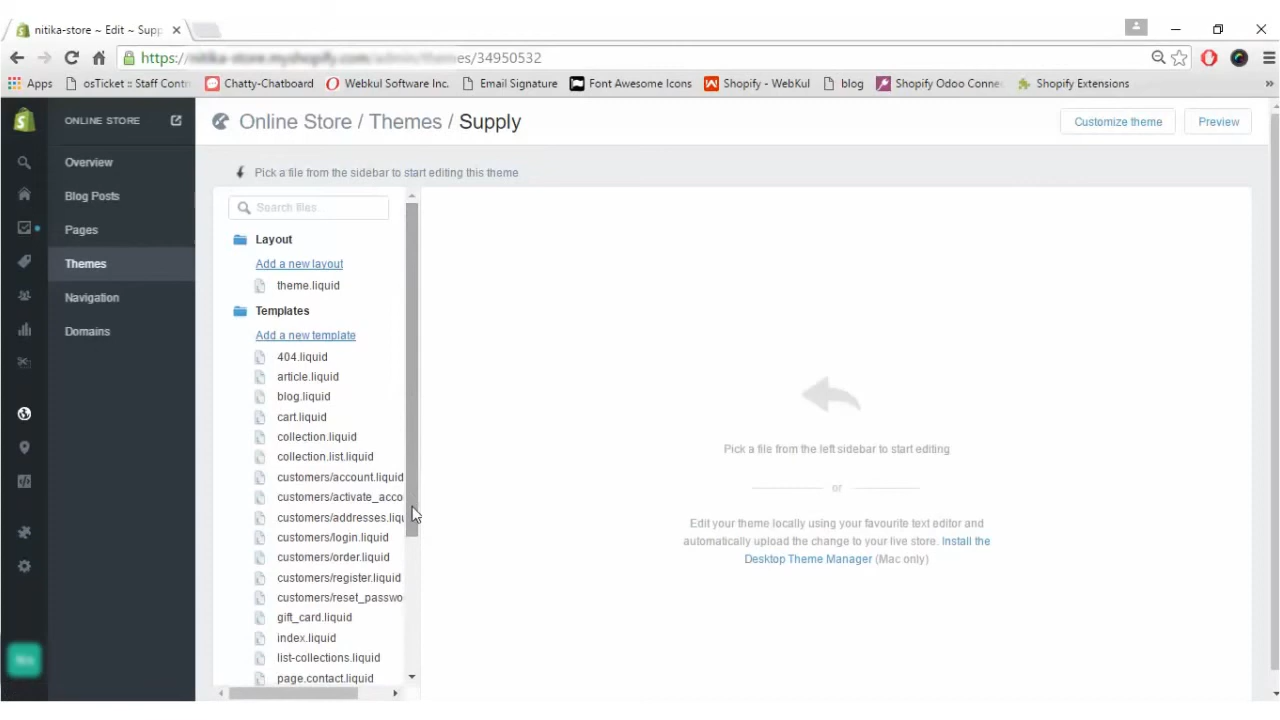 nitika-store ~ Edit ~ Supp
https:// es/34950532
Apps
osTicket :: Staff Contr
Chatty-Chatboard
Webkul Software Inc.
Email Signature
Font Awesome Icons
Shopify - WebKul
blog
Shopify Odoo Conne
Shopify Extensions
»
ONLINE STORE
Online Store / Themes / Supply
Customize theme
Preview
Overview
Blog Posts
Pages
Themes
Navigation
Domains
Pick a file from the sidebar to start editing this theme
Search files
Layout
Add a new layout
theme.liquid
Templates
Add a new template
404.liquid
article.liquid
blog.liquid
cart.liquid
collection.liquid
collection.list.liquid
customers/account.liquid
customers/activate_acco
customers/addresses.liqu
customers/login.liquid
customers/order.liquid
customers/register.liquid
customers/reset_passwo
gift_card.liquid
index.liquid
list-collections.liquid
page.contact.liquid
Pick a file from the left sidebar to start editing
or
Edit your theme locally using your favourite text editor and
automatically upload the change to your live store. Install the
Desktop Theme Manager (Mac only)